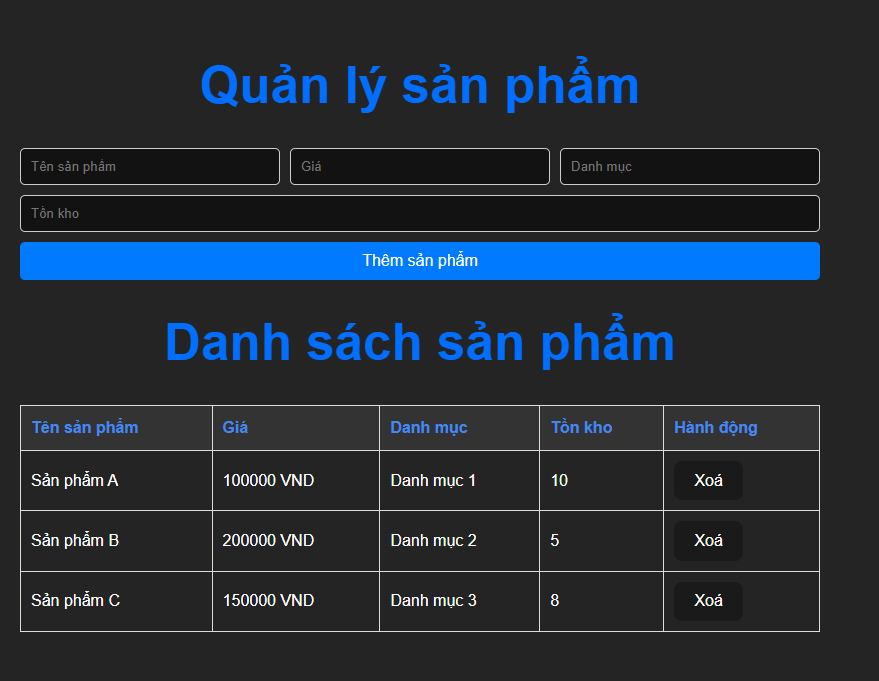 Quản lý sản phẩm
Tên sản phẩm Giá Danh mục
Tồn kho
Thêm sản phẩm
Danh sách sản phẩm
Tên sản phẩm Giá Danh mục Tồn kho Hành động
Sản phẩm A 100000 VND Danh mục 1 10 Xoá
Sản phẩm B 200000 VND Danh mục 2 5 Xoá
Sản phẩm C 150000 VND Danh mục 3 8 Xoá